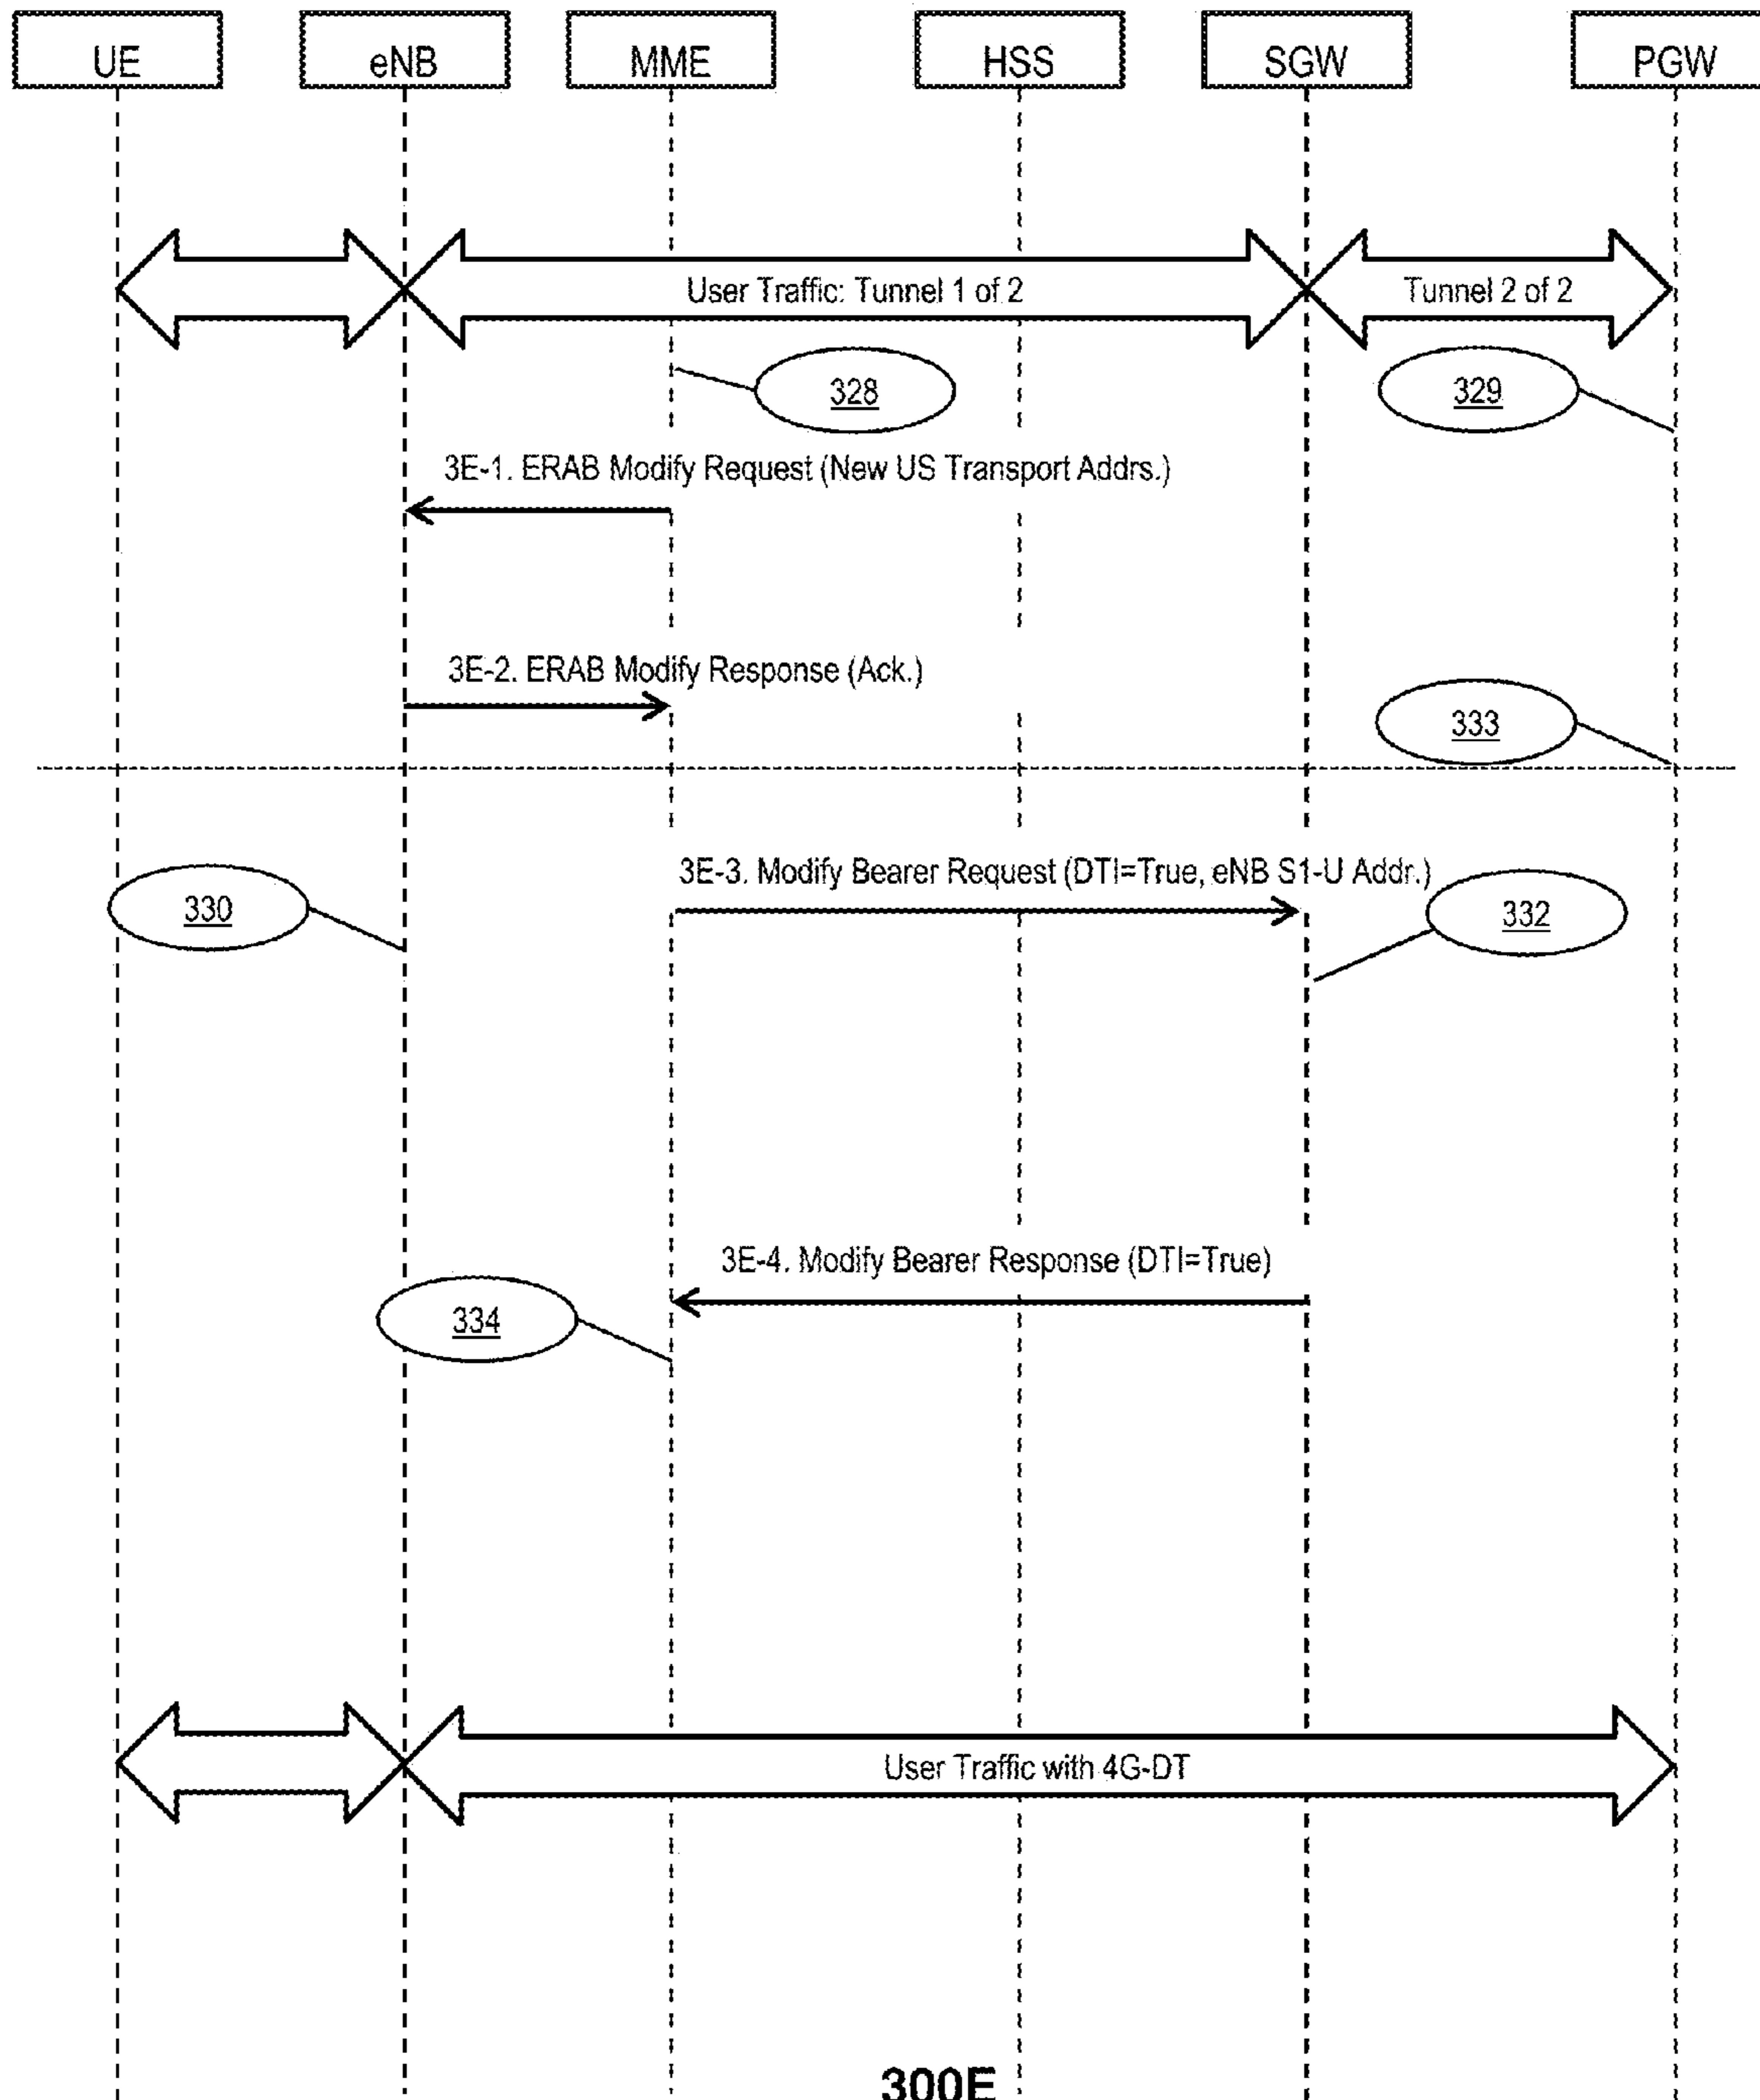 UE eNB MME HSS SGW PGW
User Traffic: Tunnel 1 of 2 Tunnel 2 of 2
328 329
3E-1. ERAB Modify Request (New US Transport Addrs.)
3E-2. ERAB Modify Response (Ack.)
333
3E-3. Modify Bearer Request (DTI=True, eNB S1-U Addr.)
330 332
3E-4. Modify Bearer Response (DTI=True)
334
User Traffic with 4G-DT
300E